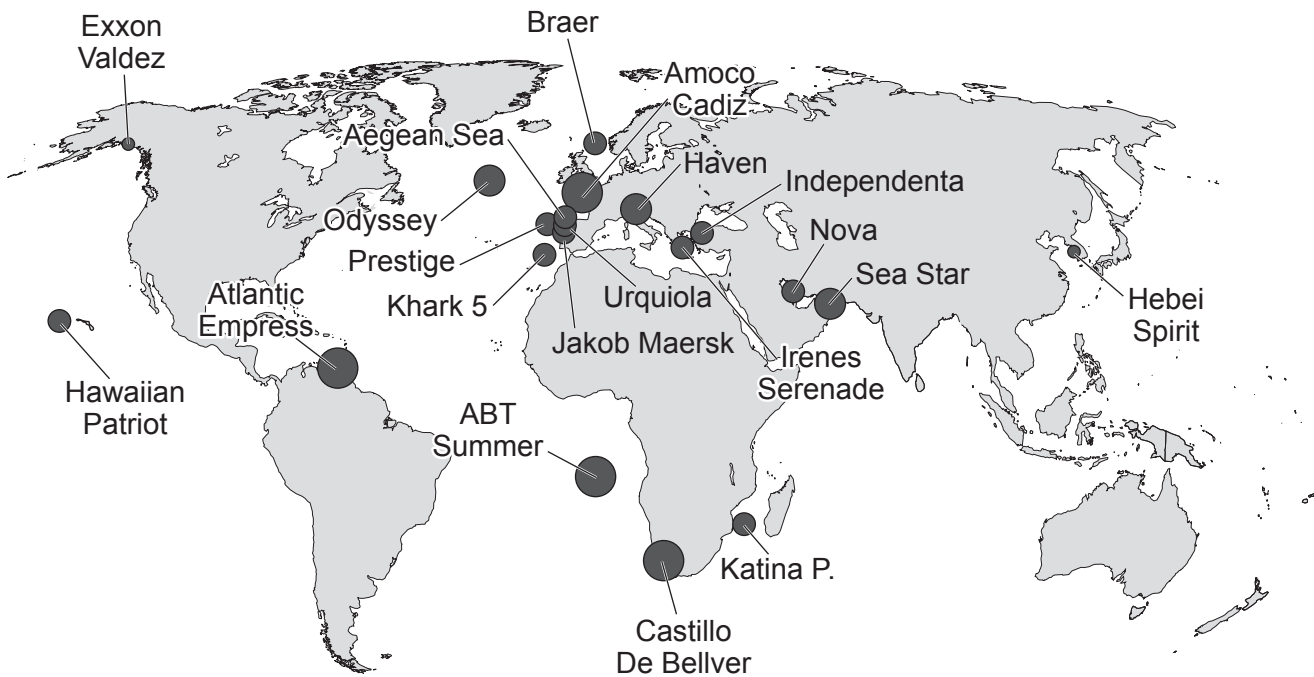 Exxon
Valdez
Braer
Amoco
Cadiz
Aegean Sea
Haven
Independenta
Odyssey
Nova
Prestige
Sea Star
Khark 5
Urquiola
Hebei
Spirit
Atlantic
Empress
Jakob Maersk
Irenes
Serenade
Hawaiian
Patriot
ABT
Summer
Katina P.
Castillo
De Bellver